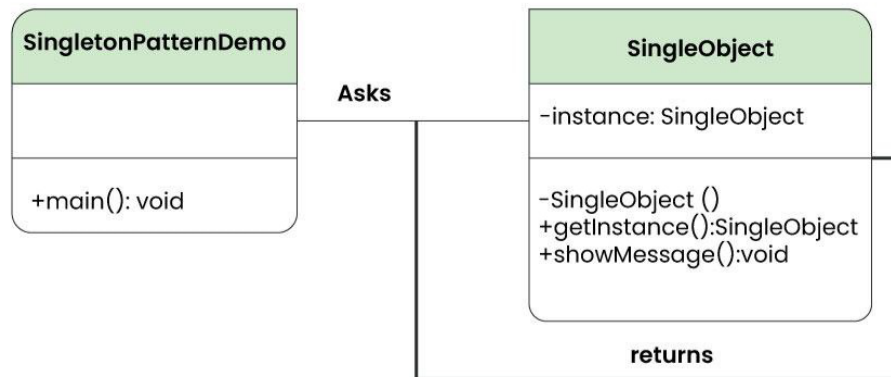 SingletonPatternDemo
+main(): void
Asks
SingleObject
-instance: SingleObject
-SingleObject ()
+getInstance():SingleObject
+showMessage():void
returns